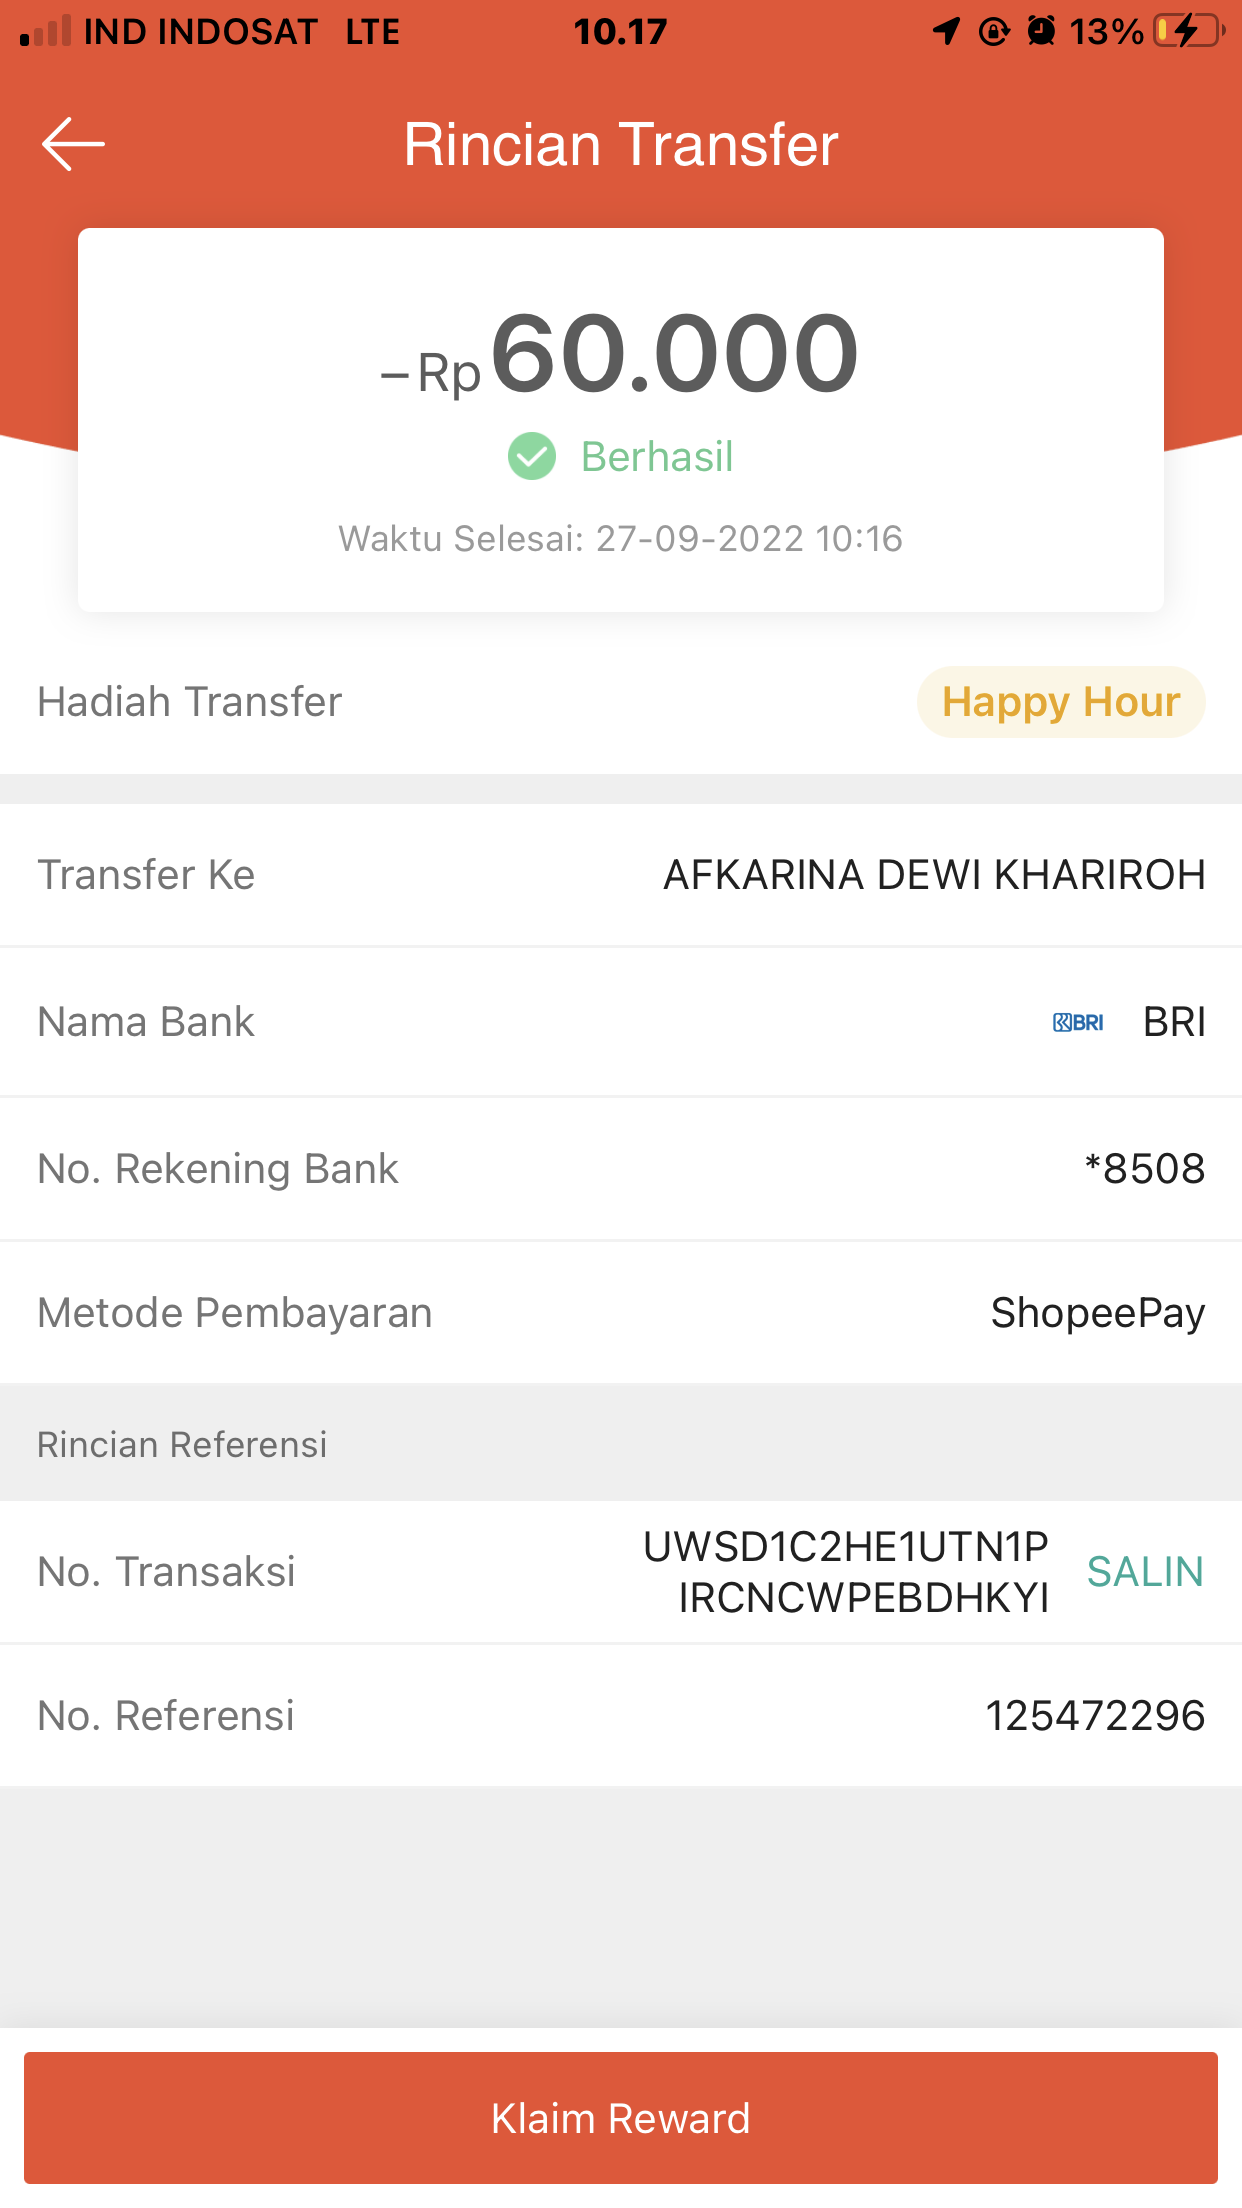 IND INDOSAT LTE 10.17 13%
Rincian Transfer
−Rp60.000
Berhasil
Waktu Selesai: 27-09-2022 10:16
Hadiah Transfer Happy Hour
Transfer Ke AFKARINA DEWI KHARIROH
Nama Bank BRI BRI
No. Rekening Bank *8508
Metode Pembayaran ShopeePay
Rincian Referensi
No. Transaksi UWSD1C2HE1UTN1P
IRCNCWPEBDHKYI SALIN
No. Referensi 125472296
Klaim Reward